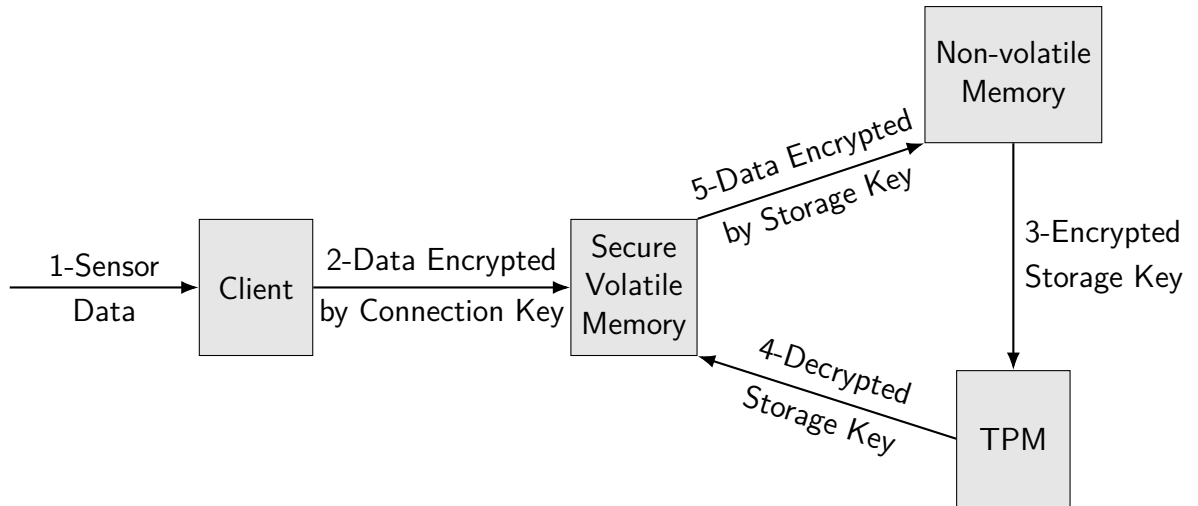 1-Sensor
Data
Client
2-Data Encrypted
by Connection Key
Secure
Volatile
Memory
5-Data Encrypted
by Storage Key
Non-volatile
Memory
3-Encrypted
Storage Key
4-Decrypted
Storage Key
TPM